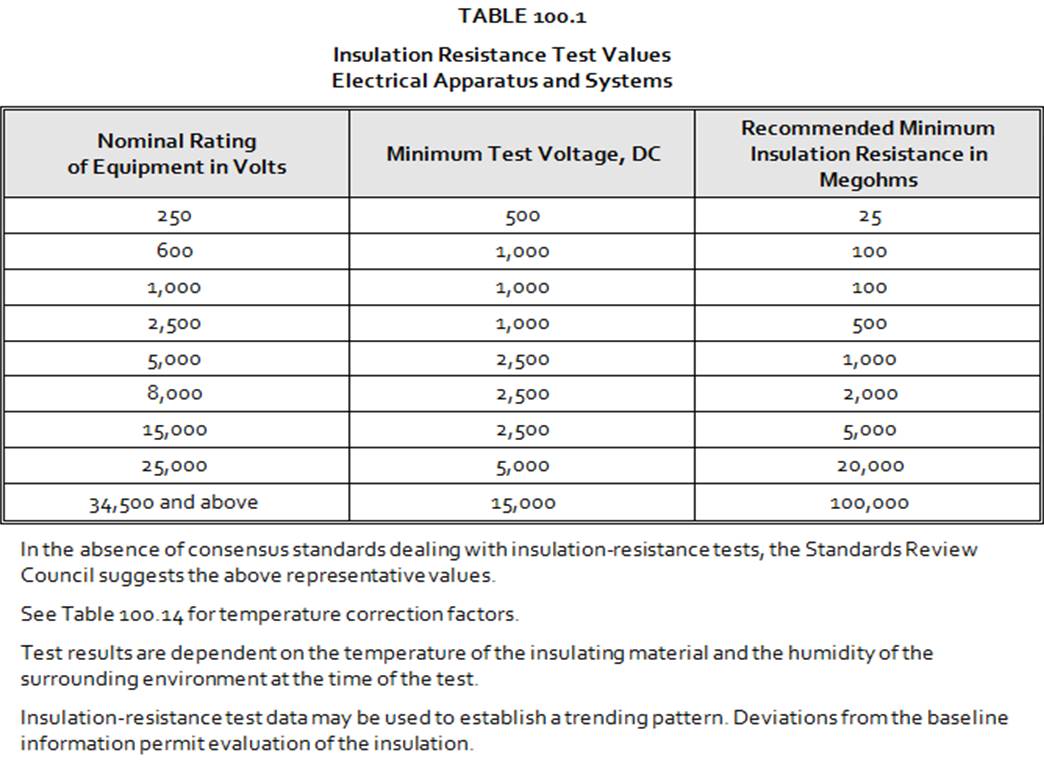 TABLE 100.1
Insulation Resistance Test Values
Electrical Apparatus and Systems
Nominal Rating
of Equipment in Volts
Minimum Test Voltage, DC
Recommended Minimum
Insulation Resistance in
Megohms
250 500 25
600 1,000 100
1,000 1,000 100
2,500 1,000 500
5,000 2,500 1,000
8,000 2,500 2,000
15,000 2,500 5,000
25,000 5,000 20,000
34,500 and above 15,000 100,000
In the absence of consensus standards dealing with insulation-resistance tests, the Standards Review
Council suggests the above representative values.
See Table 100.14 for temperature correction factors.
Test results are dependent on the temperature of the insulating material and the humidity of the
surrounding environment at the time of the test.
Insulation-resistance test data may be used to establish a trending pattern. Deviations from the baseline
information permit evaluation of the insulation.